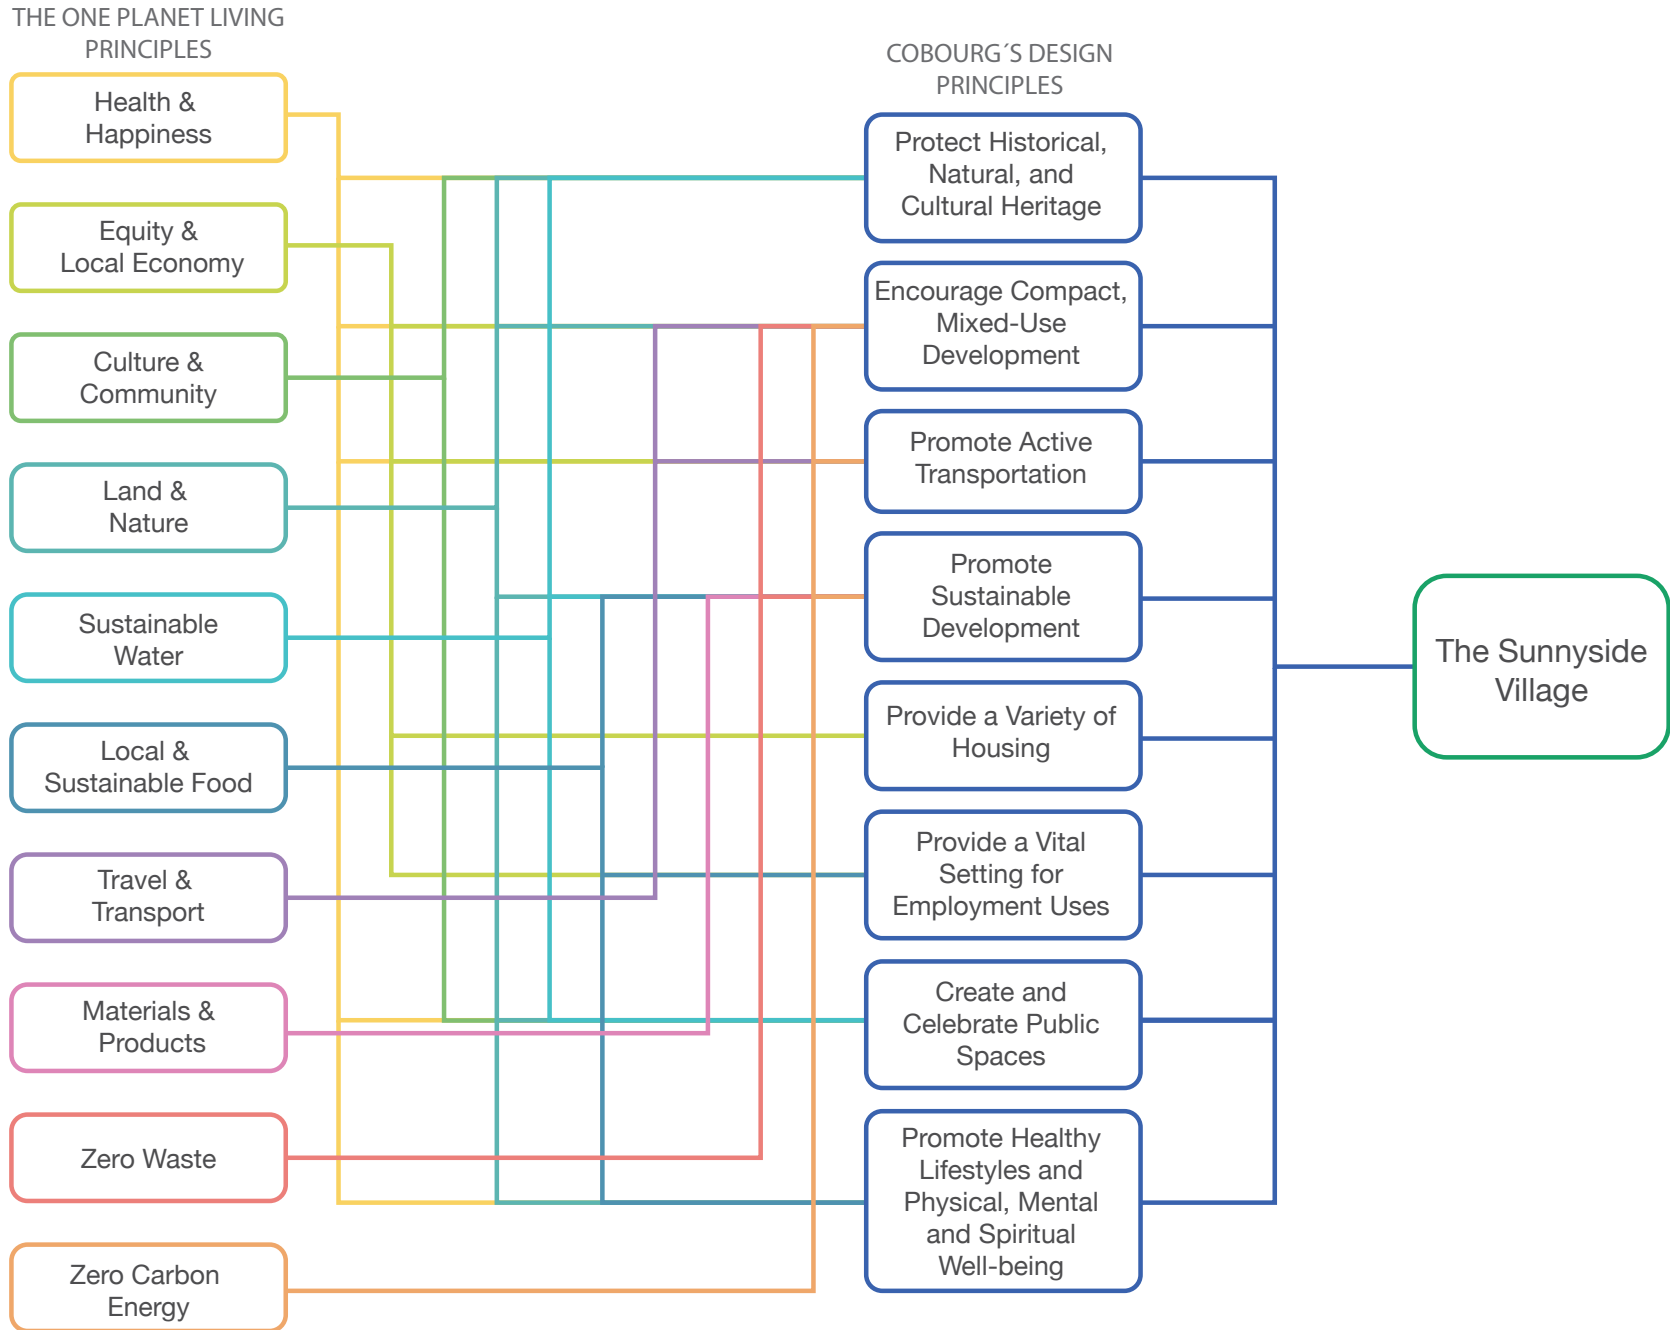 THE ONE PLANET LIVING
PRINCIPLES
Health &
Happiness
Equity &
Local Economy
Culture &
Community
Land &
Nature
Sustainable
Water
Local &
Sustainable Food
Travel &
Transport
Materials &
Products
Zero Waste
Zero Carbon
Energy
COBOURG´S DESIGN
PRINCIPLES
Protect Historical,
Natural, and
Cultural Heritage
Encourage Compact,
Mixed-Use
Development
Promote Active
Transportation
Promote
Sustainable
Development
Provide a Variety of
Housing
Provide a Vital
Setting for
Employment Uses
Create and
Celebrate Public
Spaces
Promote Healthy
Lifestyles and
Physical, Mental
and Spiritual
Well-being
The Sunnyside
Village